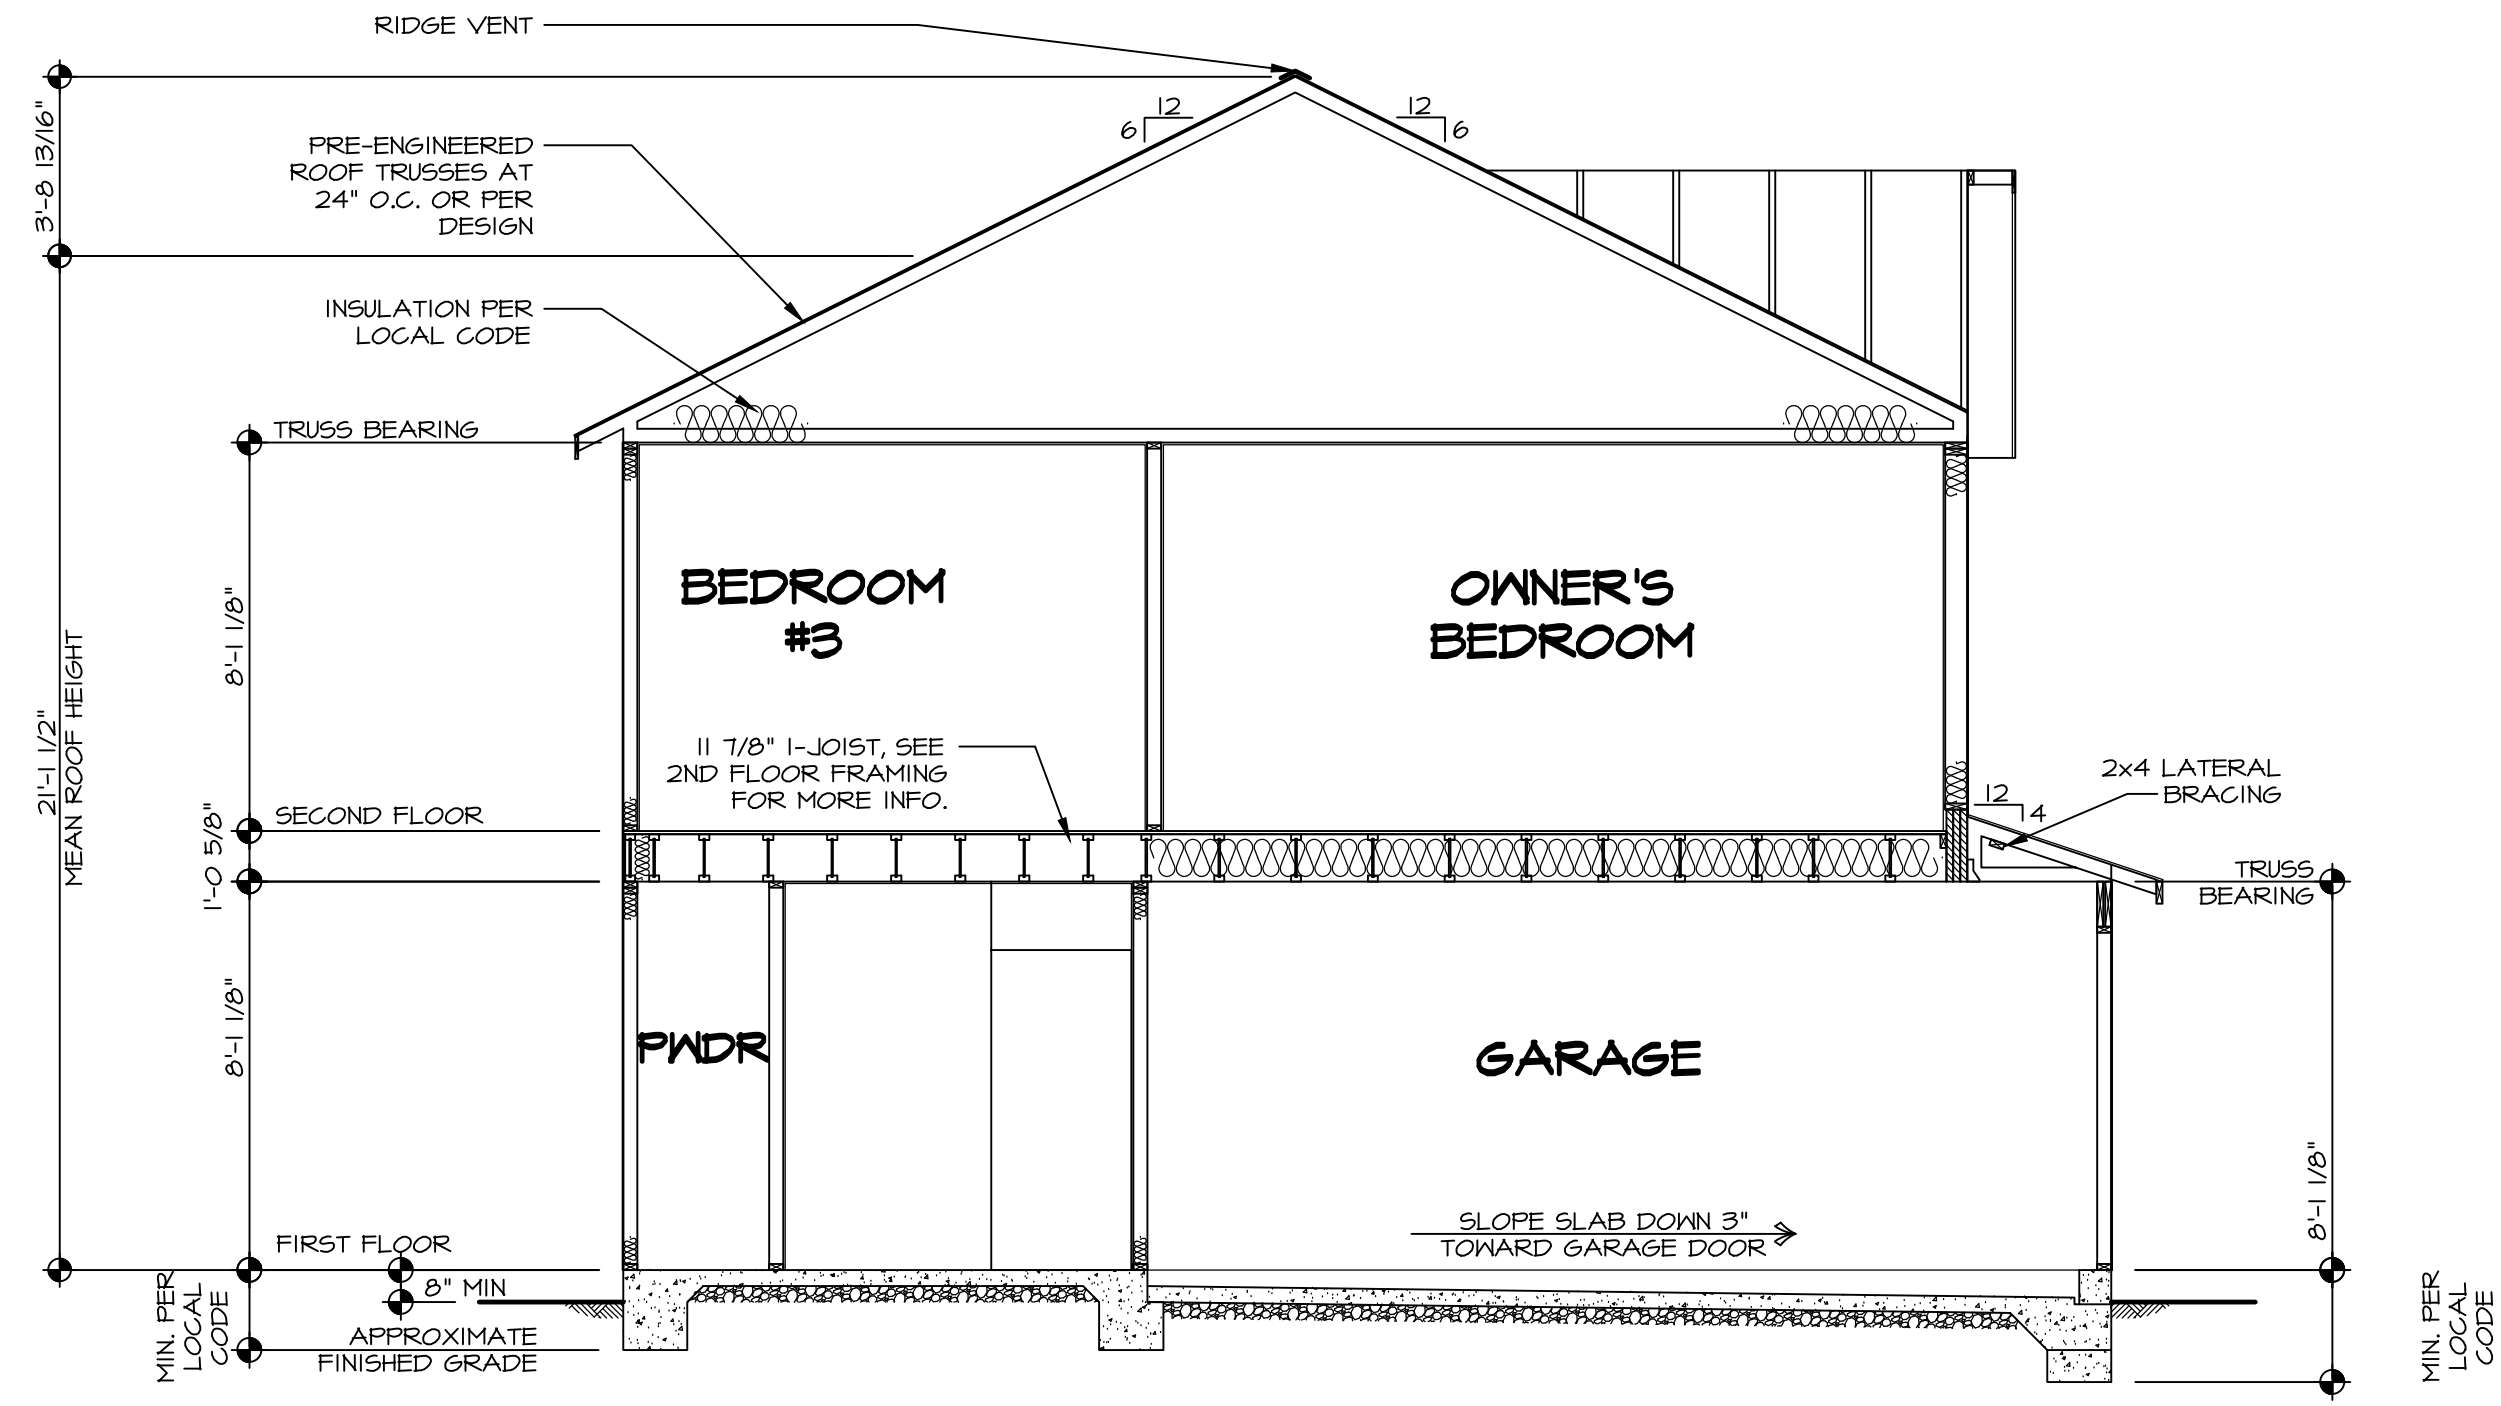 RIDGE VENT
12
6
12
6
3'-8 13/16"
PRE-ENGINEERED
ROOF TRUSSES AT
24" O.C. OR PER
DESIGN
INSULATION PER
LOCAL CODE
TRUSS BEARING
8'-1 1/8"
BEDROOM
#3
OWNER'S
BEDROOM
21'-1 1/2"
MEAN ROOF HEIGHT
11 7/8" I-JOIST, SEE
2ND FLOOR FRAMING
FOR MORE INFO.
2x4 LATERAL
BRACING
12
4
SECOND FLOOR
1'-0 5/8"
TRUSS
BEARING
8'-1 1/8"
PWDR
GARAGE
8'-1 1/8"
SLOPE SLAB DOWN 3"
TOWARD GARAGE DOOR
FIRST FLOOR
8" MIN
APPROXIMATE
FINISHED GRADE
MIN. PER
LOCAL
CODE
MIN. PER
LOCAL
CODE